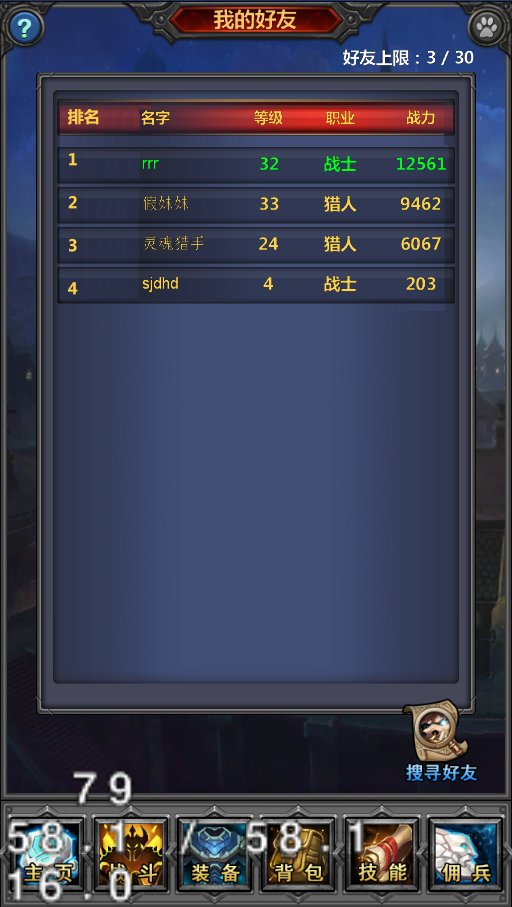 我的好友
好友上限：3 / 30
排名 名字 等级 职业 战力
1 rrr 32 战士 12561
2 假妹妹 33 猎人 9462
3 灵魂猎手 24 猎人 6067
4 sjdhd 4 战士 203
搜寻好友
79
58.1 / 58.1
主页 战斗 装备 背包 技能 佣兵
16.0